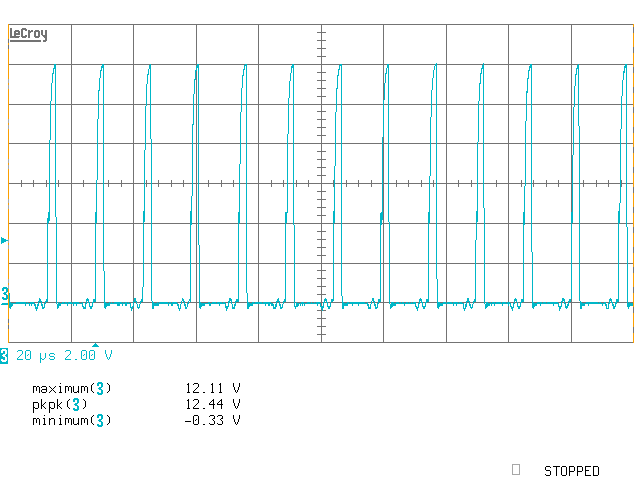 LeCroy
3
3 20 µs 2.00 V
maximum(3) 12.11 V
pkpk(3) 12.44 V
minimum(3) -0.33 V
STOPPED